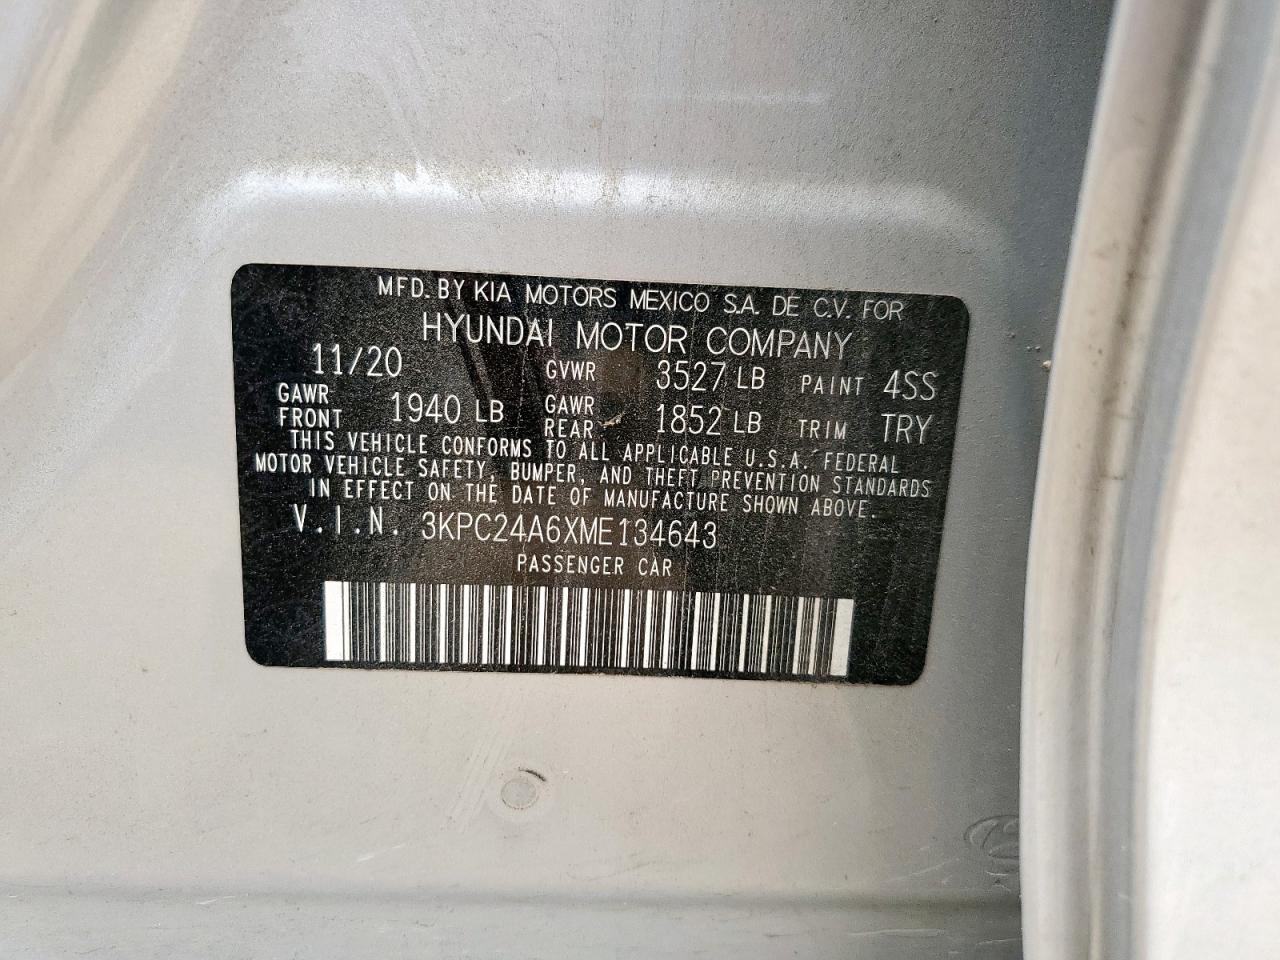 MFD. BY KIA MOTORS MEXICO S.A. DE C.V. FOR
HYUNDAI MOTOR COMPANY
11/20 GVWR 3527 LB PAINT 4SS
GAWR FRONT 1940 LB GAWR REAR 1852 LB TRIM TRY
THIS VEHICLE CONFORMS TO ALL APPLICABLE U.S.A. FEDERAL
MOTOR VEHICLE SAFETY, BUMPER, AND THEFT PREVENTION STANDARDS
IN EFFECT ON THE DATE OF MANUFACTURE SHOWN ABOVE.
V.I.N. 3KPC24A6XME134643
PASSENGER CAR